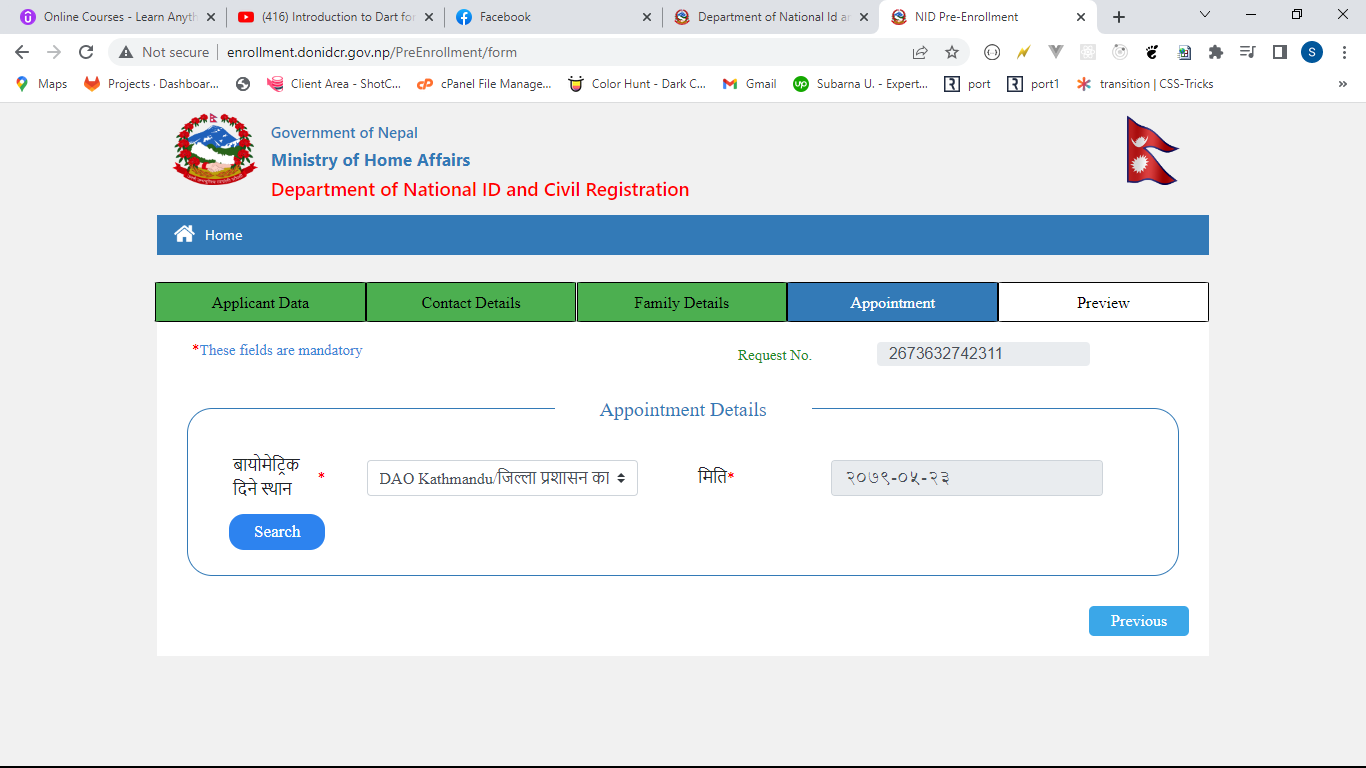 Online Courses - Learn Anyth
(416) Introduction to Dart for
Facebook
Department of National Id ar
NID Pre-Enrollment
Not secure
enrollment.donidcr.gov.np/PreEnrollment/form
S
Maps
Projects · Dashboar...
Client Area - ShotC...
cPanel File Manage...
Color Hunt - Dark C...
Gmail
Subarna U. - Expert...
port
port1
transition | CSS-Tricks
»
Government of Nepal
Ministry of Home Affairs
Department of National ID and Civil Registration
Home
Applicant Data
Contact Details
Family Details
Appointment
Preview
*These fields are mandatory
Request No.
2673632742311
Appointment Details
बायोमेट्रिक
दिने स्थान *
DAO Kathmandu/जिल्ला प्रशासन का
मिति*
२०७९-०५-२३
Search
Previous